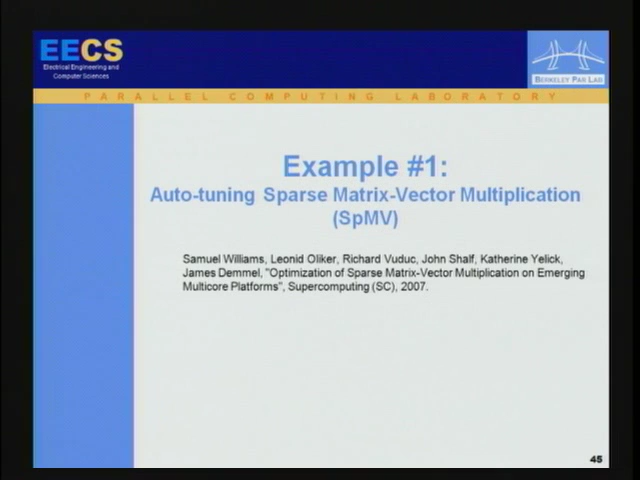 EECS
Electrical Engineering and
Computer Sciences
BERKELEY PAR LAB
PARALLEL COMPUTING LABORATORY
Example #1:
Auto-tuning Sparse Matrix-Vector Multiplication
(SpMV)
Samuel Williams, Leonid Oliker, Richard Vuduc, John Shalf, Katherine Yelick,
James Demmel, "Optimization of Sparse Matrix-Vector Multiplication on Emerging
Multicore Platforms", Supercomputing (SC), 2007.
45